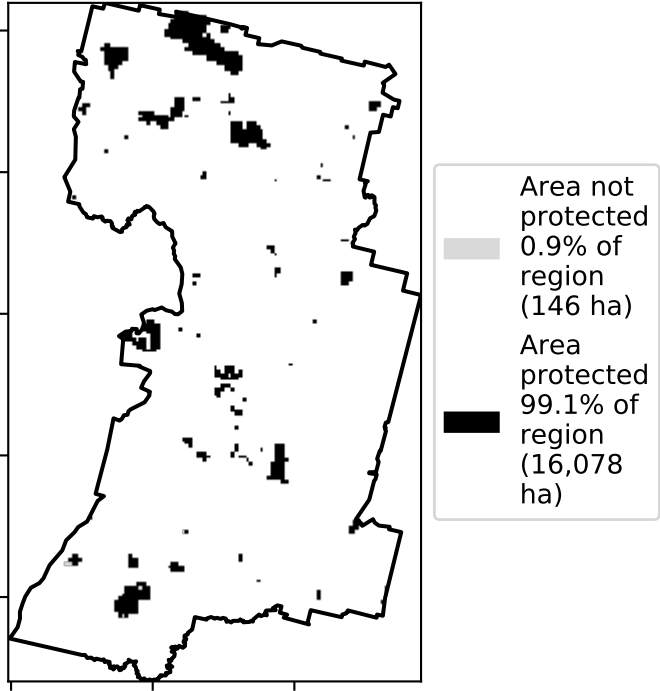 Area not
protected
0.9% of
region
(146 ha)
Area
protected
99.1% of
region
(16,078
ha)